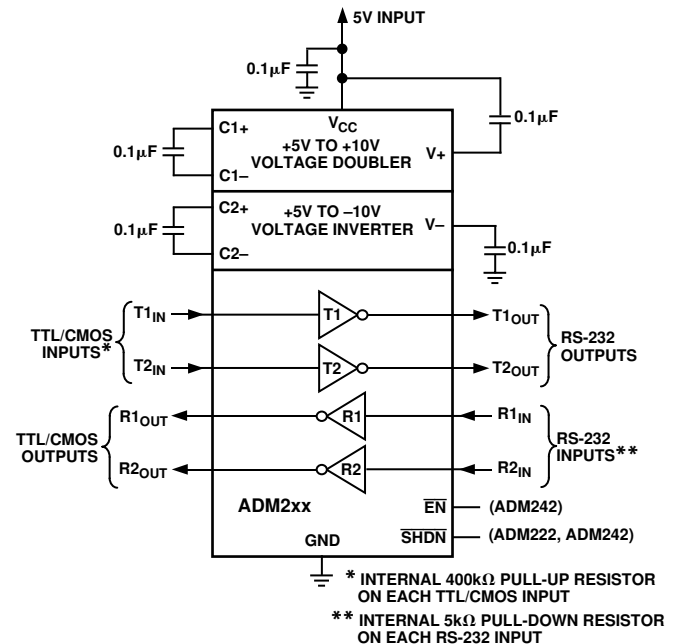 5V INPUT
0.1µF
0.1µF
VCC
C1+
+5V TO +10V
VOLTAGE DOUBLER
V+
0.1µF
C1–
C2+
+5V TO –10V
VOLTAGE INVERTER
V–
0.1µF
C2–
0.1µF
T1IN
T1
T1OUT
TTL/CMOS
INPUTS*
RS-232
OUTPUTS
T2IN
T2
T2OUT
R1OUT
R1
R1IN
TTL/CMOS
OUTPUTS
RS-232
INPUTS**
R2OUT
R2
R2IN
ADM2xx
EN
(ADM242)
SHDN
(ADM222, ADM242)
GND
* INTERNAL 400kΩ PULL-UP RESISTOR
ON EACH TTL/CMOS INPUT
** INTERNAL 5kΩ PULL-DOWN RESISTOR
ON EACH RS-232 INPUT